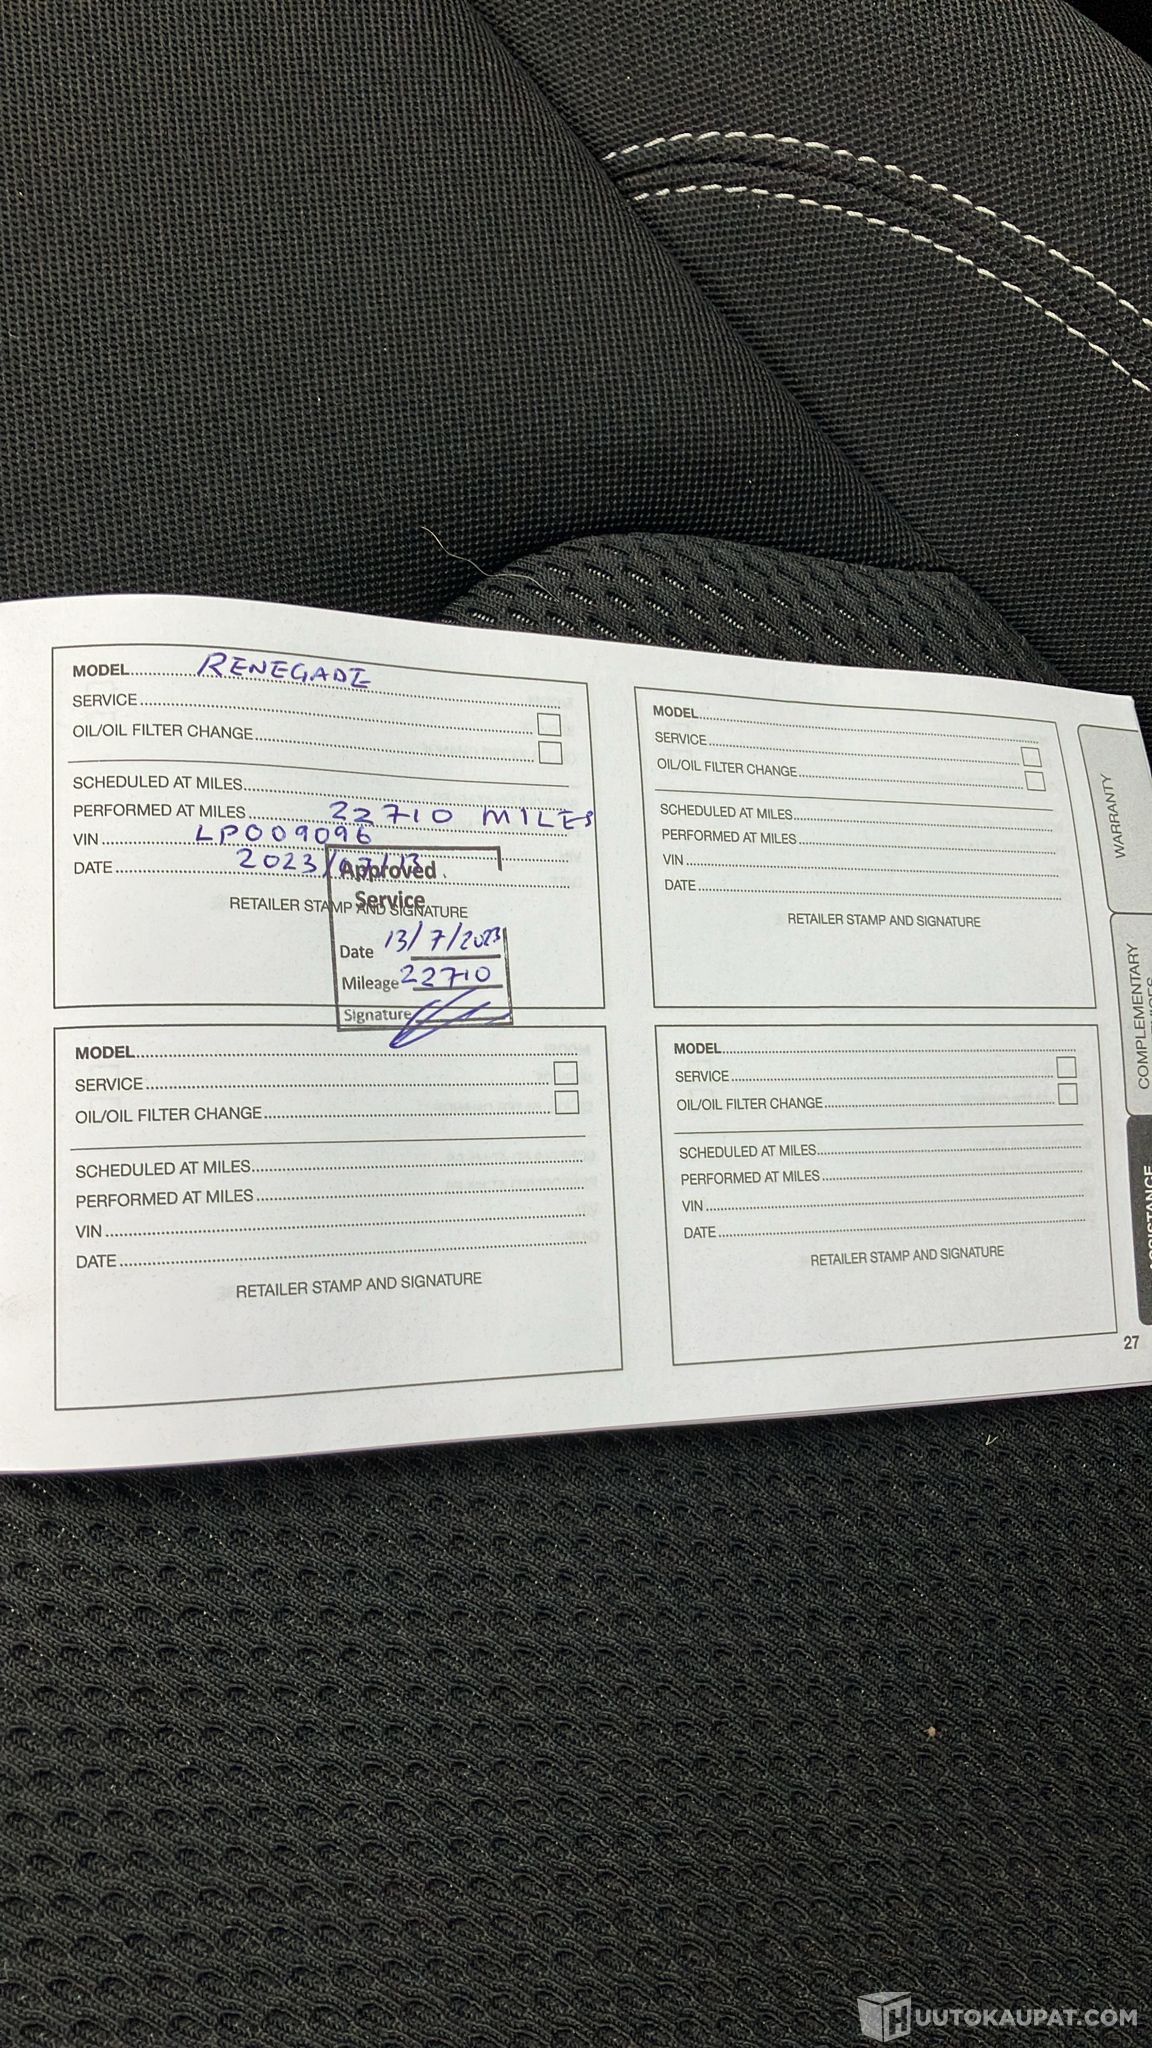 MODEL RENEGADE
SERVICE
OIL/OIL FILTER CHANGE
SCHEDULED AT MILES
PERFORMED AT MILES 22710 MILES
VIN LP009096
DATE 2023/07/13
RETAILER STAMP AND SIGNATURE
Approved
Service
Date 13/7/2023
Mileage 22710
Signature
MODEL
SERVICE
OIL/OIL FILTER CHANGE
SCHEDULED AT MILES
PERFORMED AT MILES
VIN
DATE
RETAILER STAMP AND SIGNATURE
MODEL
SERVICE
OIL/OIL FILTER CHANGE
SCHEDULED AT MILES
PERFORMED AT MILES
VIN
DATE
RETAILER STAMP AND SIGNATURE
MODEL
SERVICE
OIL/OIL FILTER CHANGE
SCHEDULED AT MILES
PERFORMED AT MILES
VIN
DATE
RETAILER STAMP AND SIGNATURE
WARRANTY
COMPLEMENTARY
27
HUUTOKAUPAT.COM